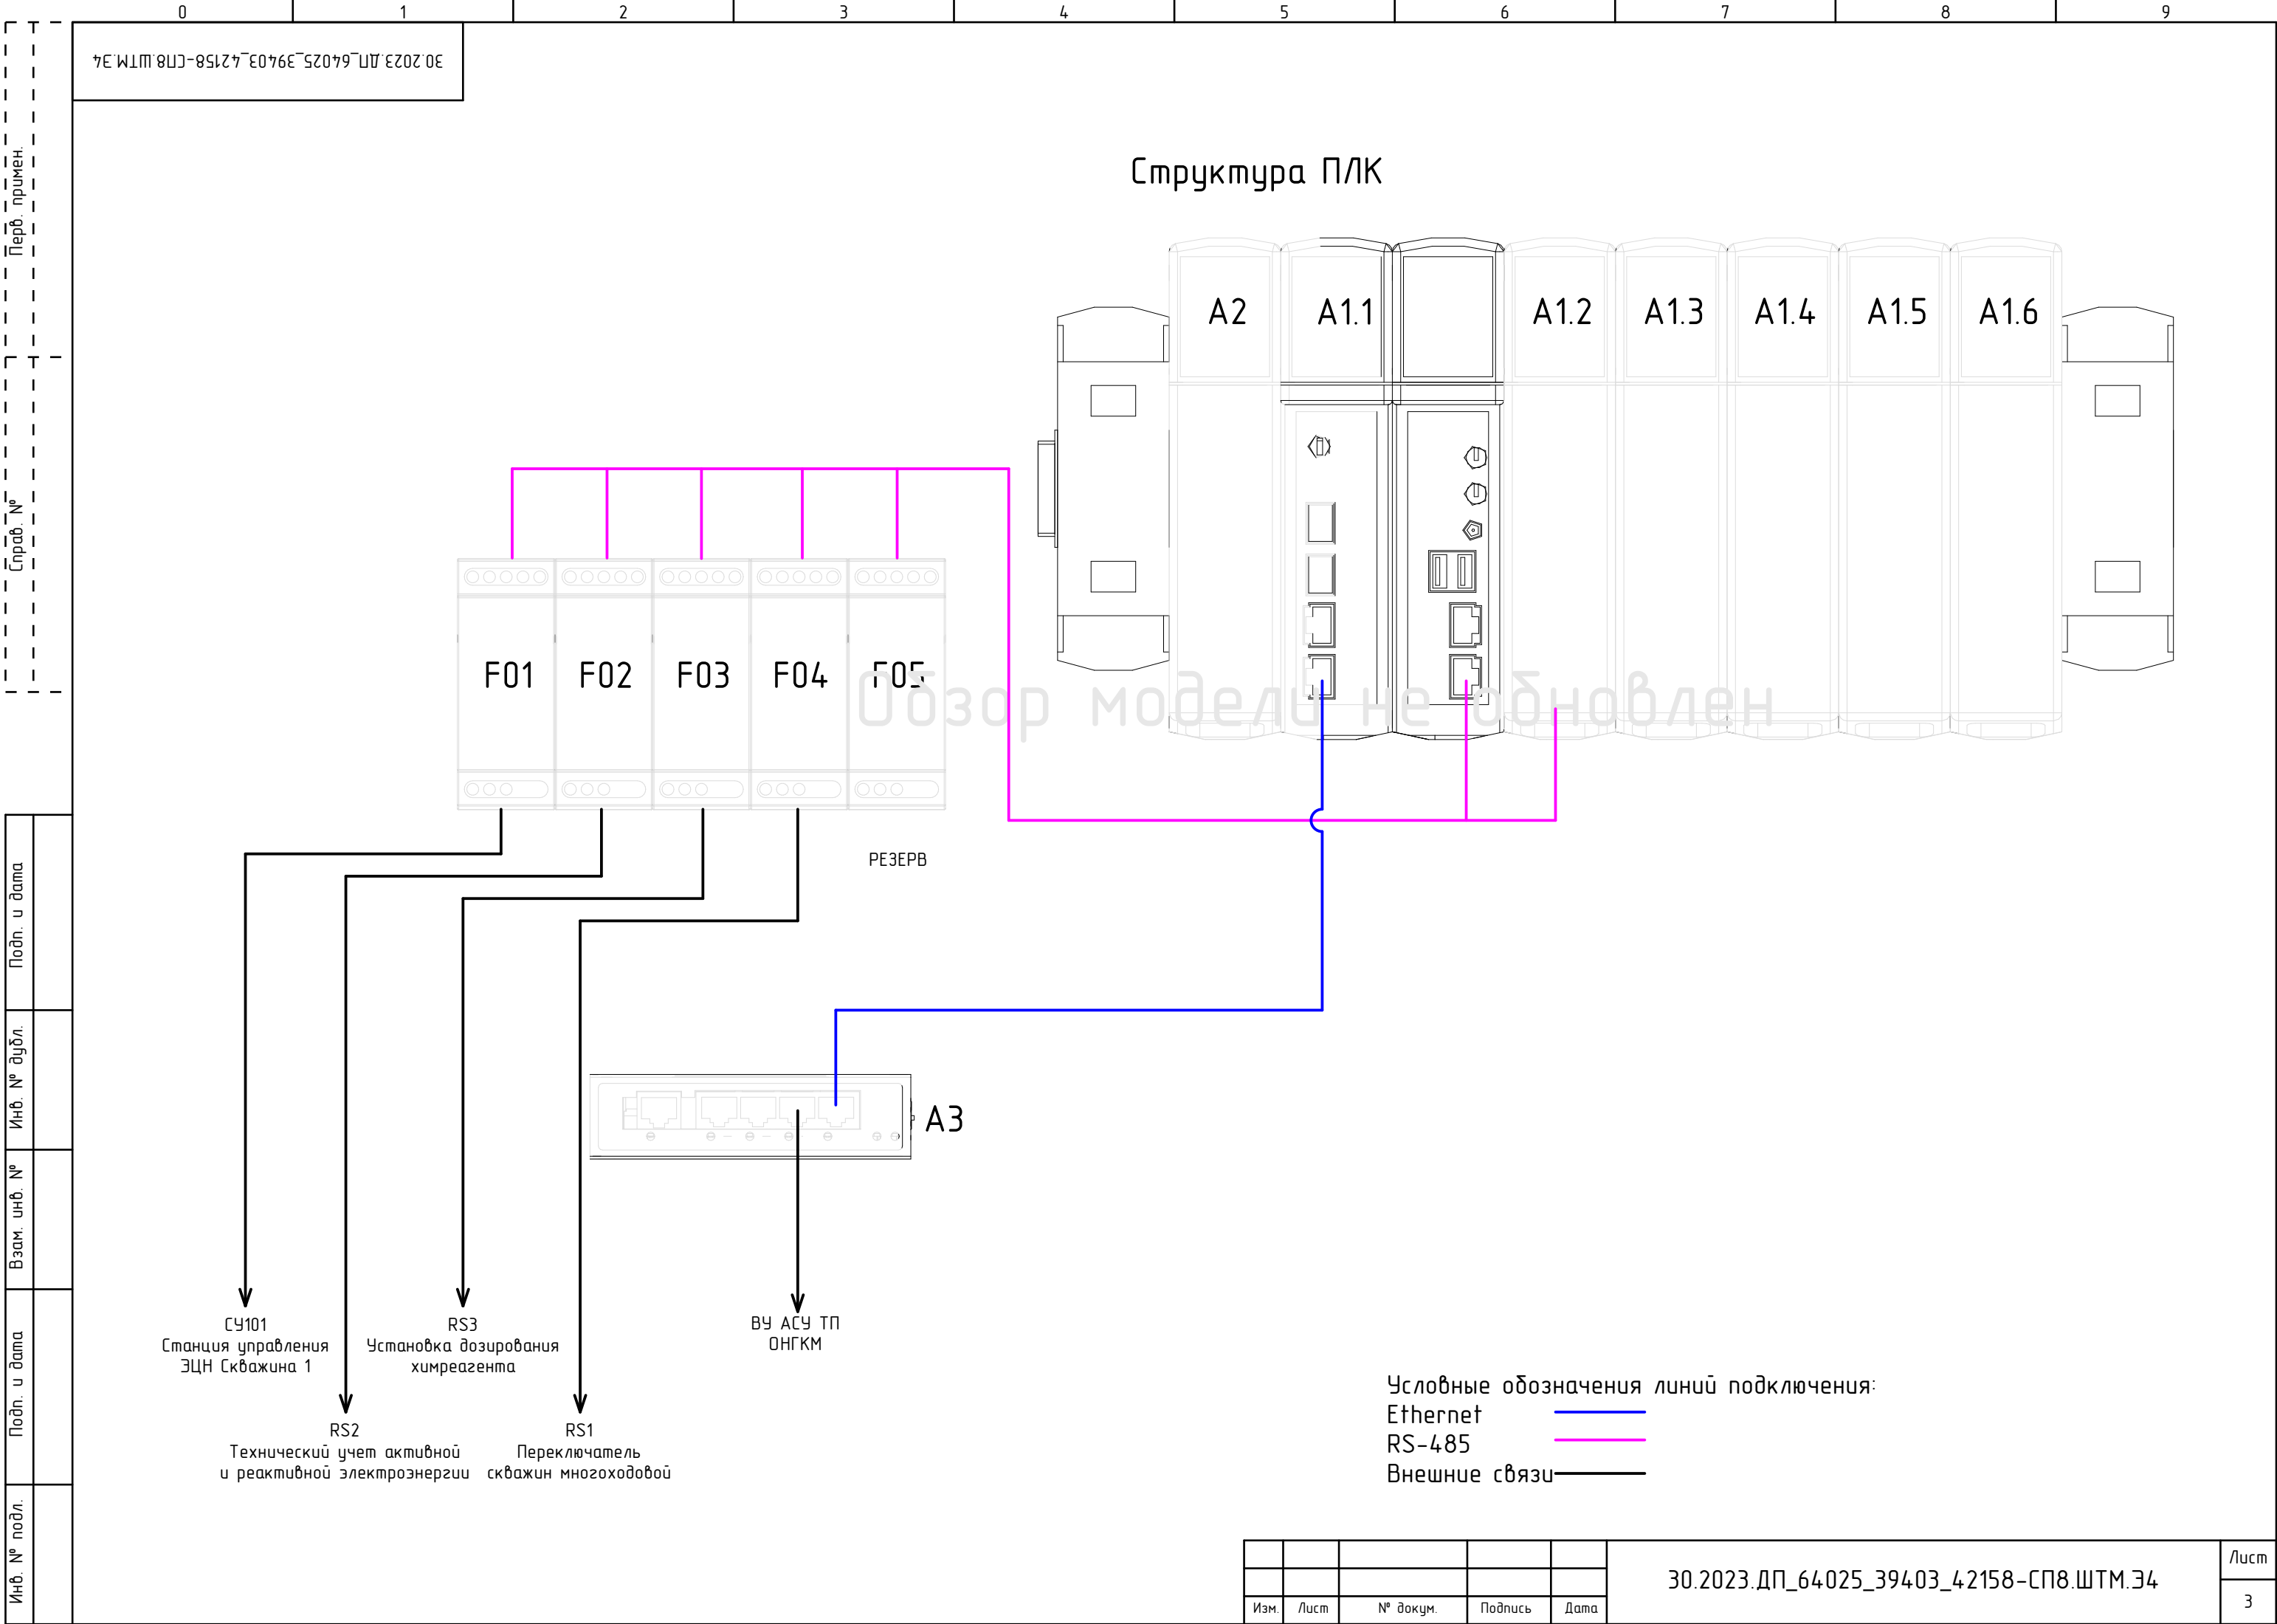 0 1 2 3 4 5 6 7 8 9
30.2023.ДП_64025_39403_42158-СП8.ШТМ.Э4
Перв. примен.
Справ. №
Подп. и дата
Инв. № дубл.
Взам. инв. №
Подп. и дата
Инв. № подл.
Структура ПЛК
A2 A1.1 A1.2 A1.3 A1.4 A1.5 A1.6
F01 F02 F03 F04 F05
Обзор модели не обновлен
РЕЗЕРВ
A3
СУ101
Станция управления
ЭЦН Скважина 1
RS3
Установка дозирования
химреагента
ВУ АСУ ТП
ОНГКМ
RS2
Технический учет активной
и реактивной электроэнергии
RS1
Переключатель
скважин многоходовой
Условные обозначения линий подключения:
Ethernet
RS-485
Внешние связи
Изм. Лист № докум. Подпись Дата
30.2023.ДП_64025_39403_42158-СП8.ШТМ.Э4
Лист
3